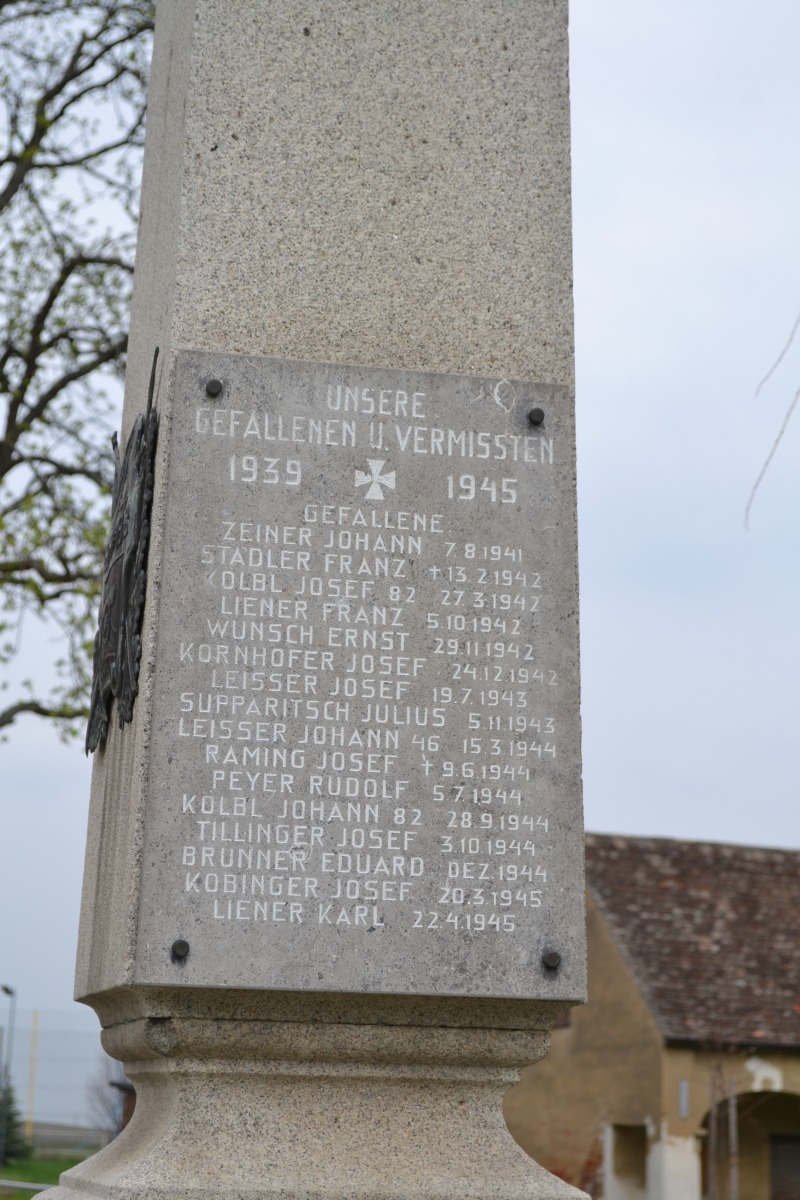 UNSERE
GEFALLENEN U. VERMISSTEN
1939 1945
GEFALLENE:
ZEINER JOHANN 7.8.1941
STADLER FRANZ †13.2.1942
KÖLBL JOSEF 82 27.3.1942
LIENER FRANZ 5.10.1942
WUNSCH ERNST 29.11.1942
KORNHOFER JOSEF 24.12.1942
LEISSER JOSEF 19.7.1943
SUPPARITSCH JULIUS 5.11.1943
LEISSER JOHANN 46 15.3.1944
RAMING JOSEF †9.6.1944
PEYER RUDOLF 5.7.1944
KÖLBL JOHANN 82 28.9.1944
TILLINGER JOSEF 3.10.1944
BRUNNER EDUARD DEZ.1944
KOBINGER JOSEF 20.3.1945
LIENER KARL 22.4.1945